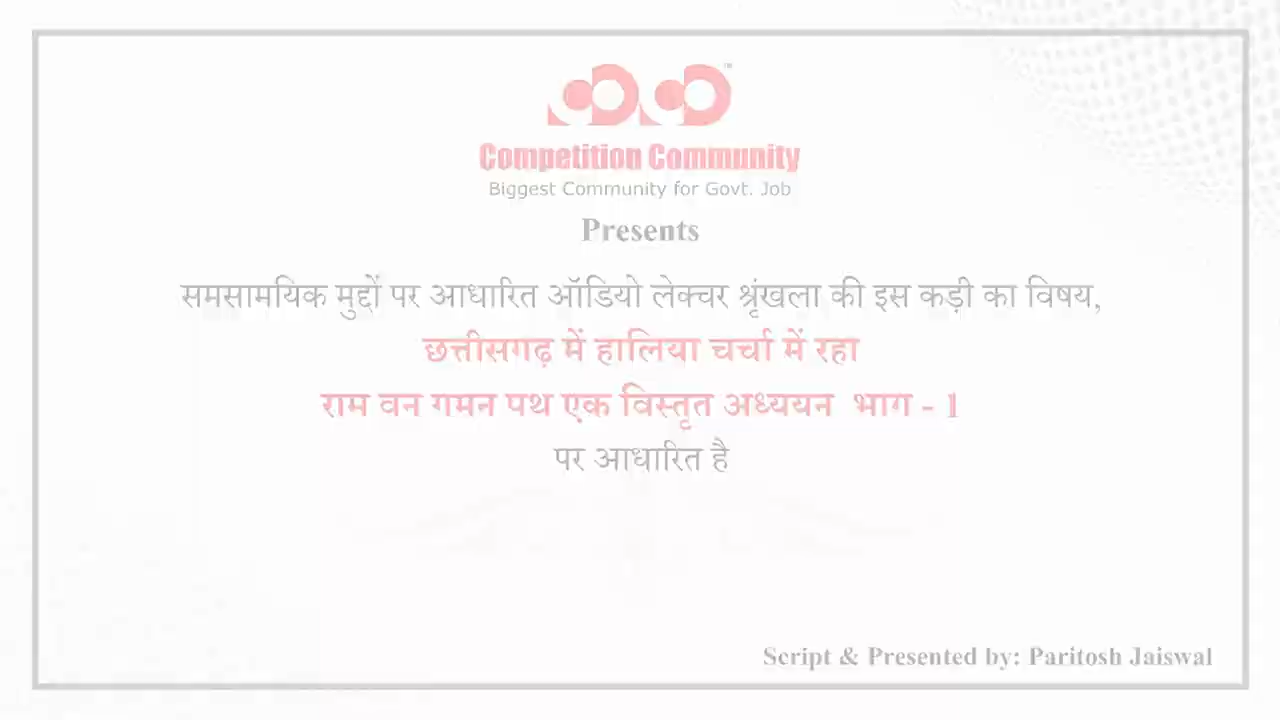 ™
Competition Community
Biggest Community for Govt. Job
Presents
समसामयिक मुद्दों पर आधारित ऑडियो लेक्चर श्रृंखला की इस कड़ी का विषय,
छत्तीसगढ़ में हालिया चर्चा में रहा
राम वन गमन पथ एक विस्तृत अध्ययन भाग - 1
पर आधारित है
Script & Presented by: Paritosh Jaiswal